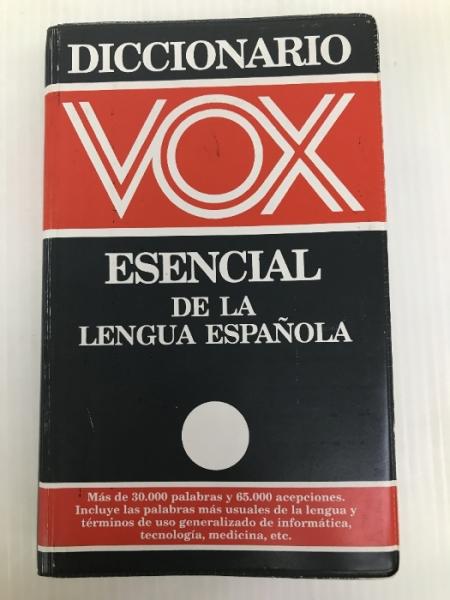 DICCIONARIO
VOX
ESENCIAL
DE LA
LENGUA ESPAÑOLA
Más de 30.000 palabras y 65.000 acepciones.
Incluye las palabras más usuales de la lengua y
términos de uso generalizado de informática,
tecnología, medicina, etc.